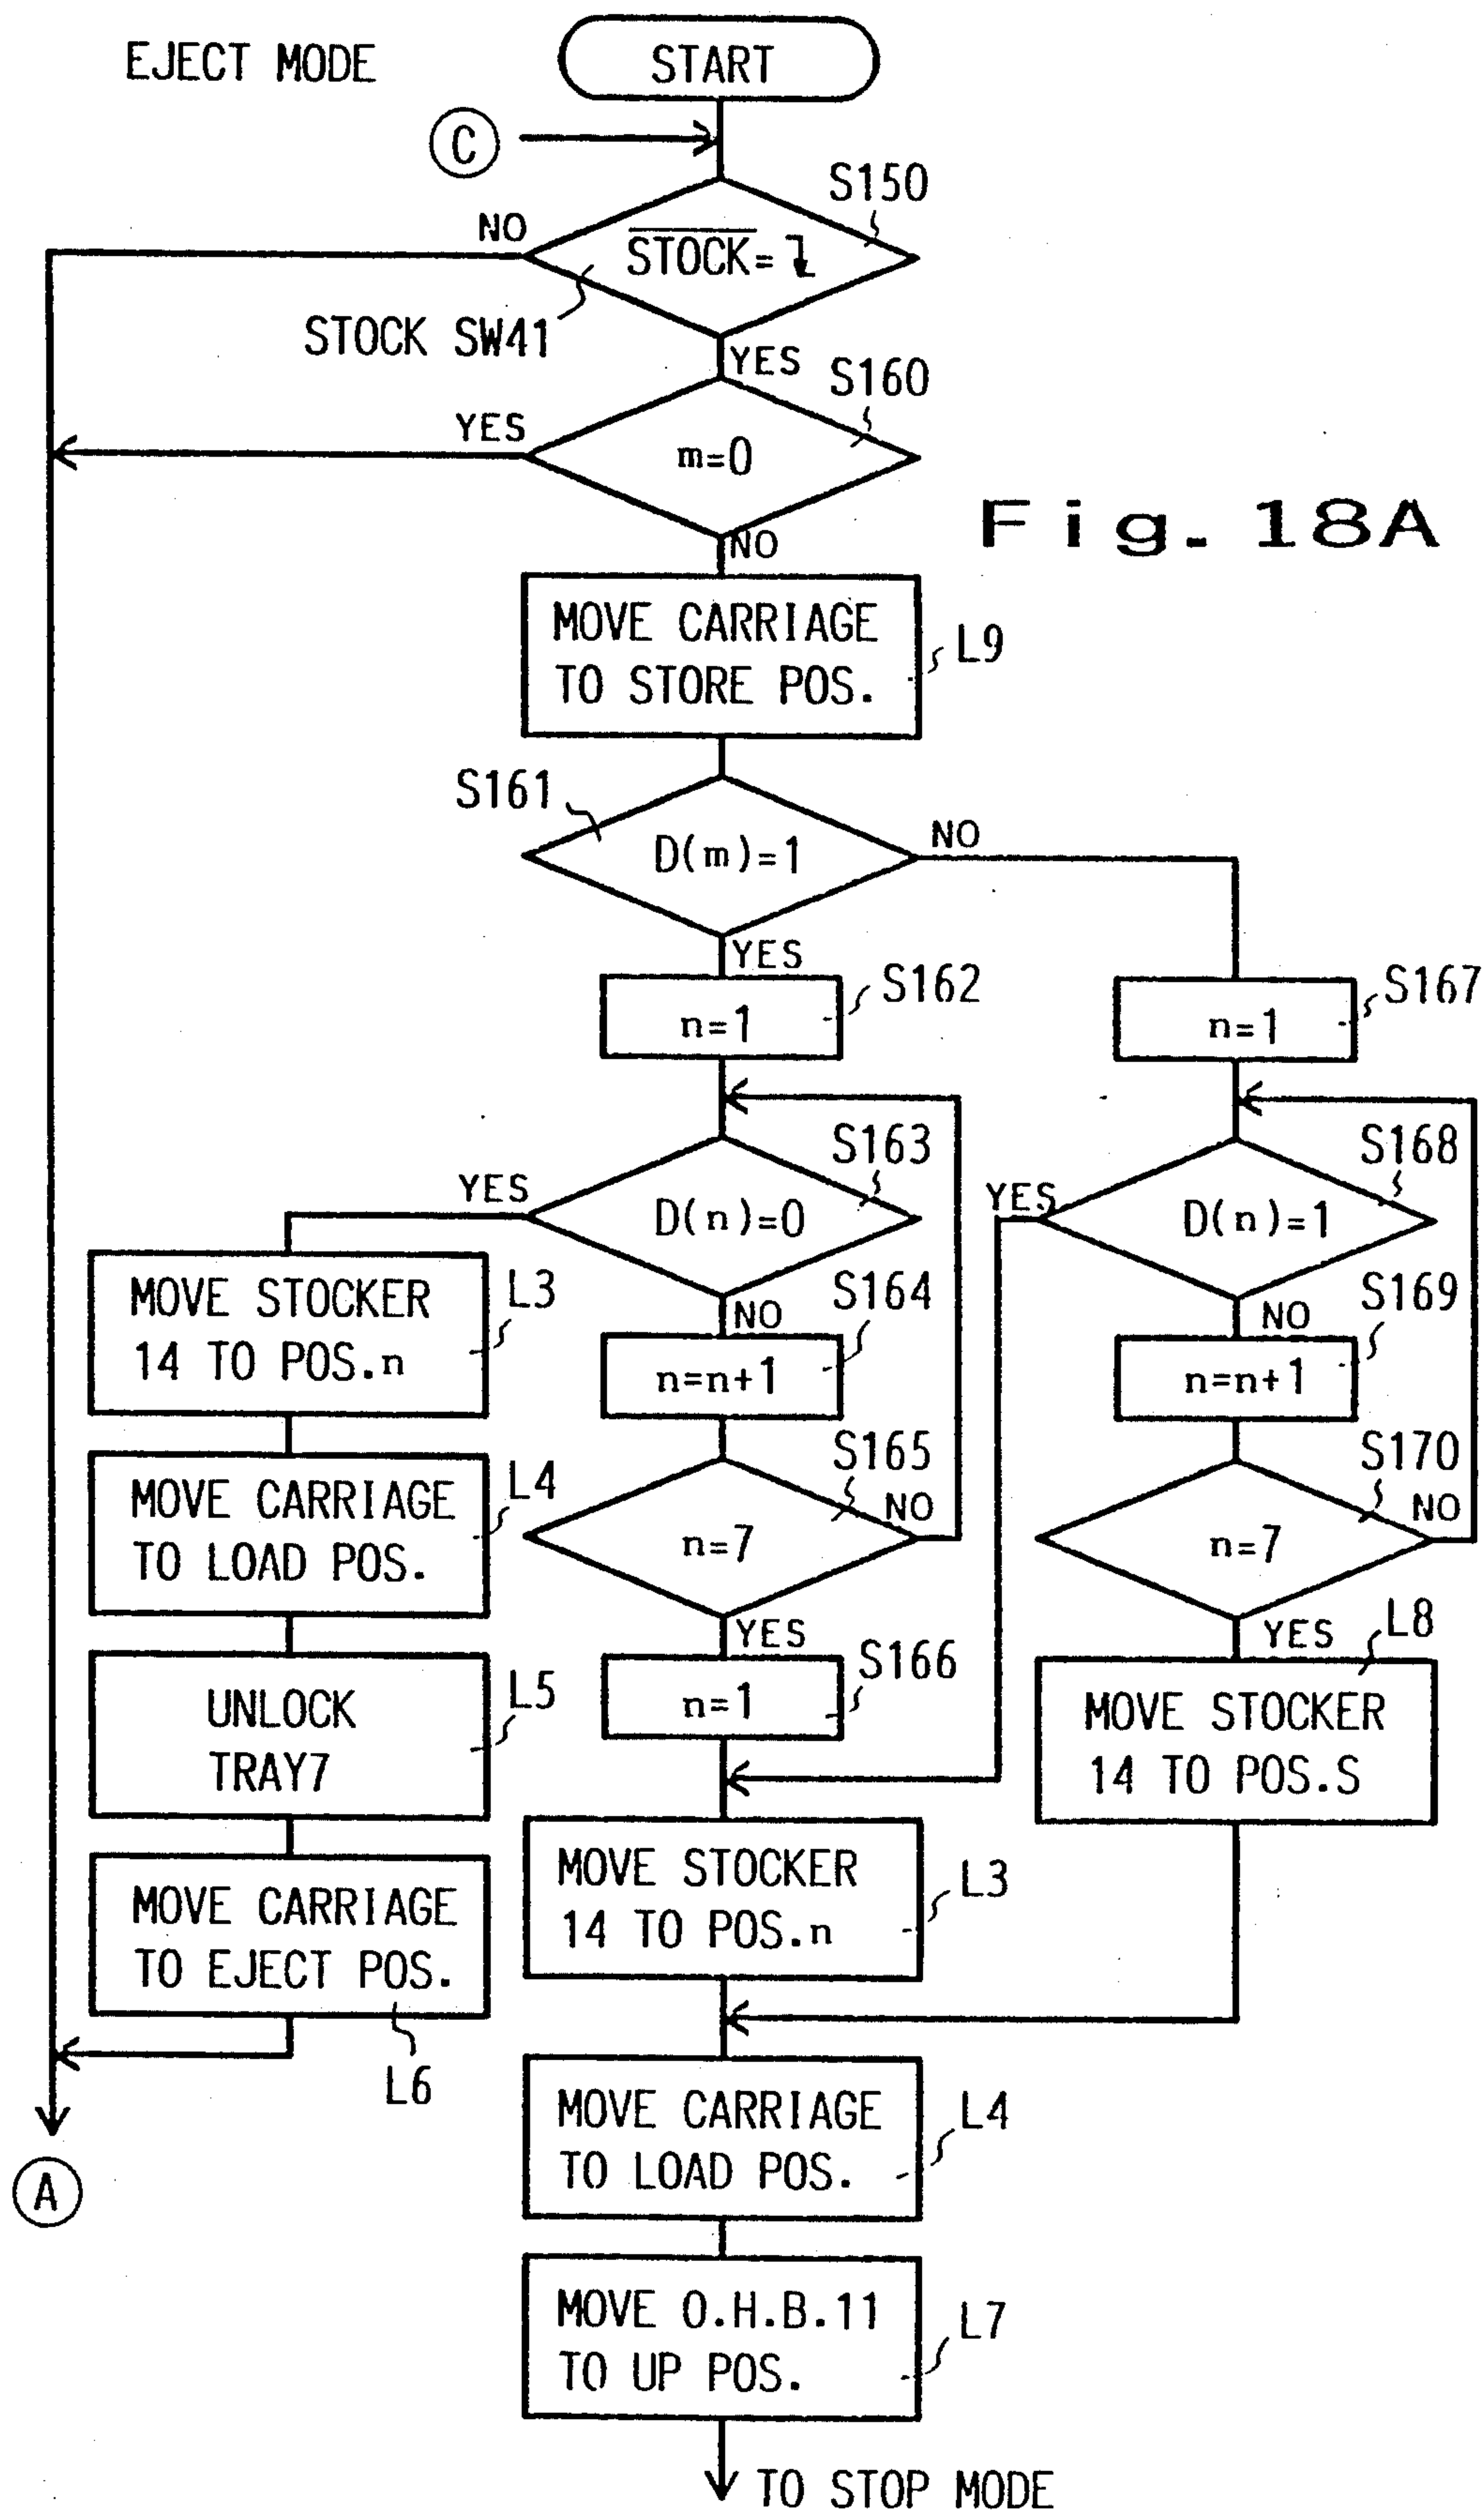 EJECT MODE
START
C
S150
NO
STOCK=
STOCK SW41
YES
S160
YES
m=0
Fig. 18A
NO
MOVE CARRIAGE
TO STORE POS.
L9
S161
D(m)=1
NO
YES
S162
n=1
S167
n=1
S163
YES
D(n)=0
S168
YES
D(n)=1
MOVE STOCKER
14 TO POS.n
L3
NO
S164
n=n+1
NO
S169
n=n+1
MOVE CARRIAGE
TO LOAD POS.
L4
S165
NO
n=7
S170
NO
n=7
UNLOCK
TRAY7
L5
YES
S166
n=1
YES
L8
MOVE STOCKER
14 TO POS.S
MOVE CARRIAGE
TO EJECT POS.
L6
MOVE STOCKER
14 TO POS.n
L3
A
MOVE CARRIAGE
TO LOAD POS.
L4
MOVE O.H.B.11
TO UP POS.
L7
TO STOP MODE